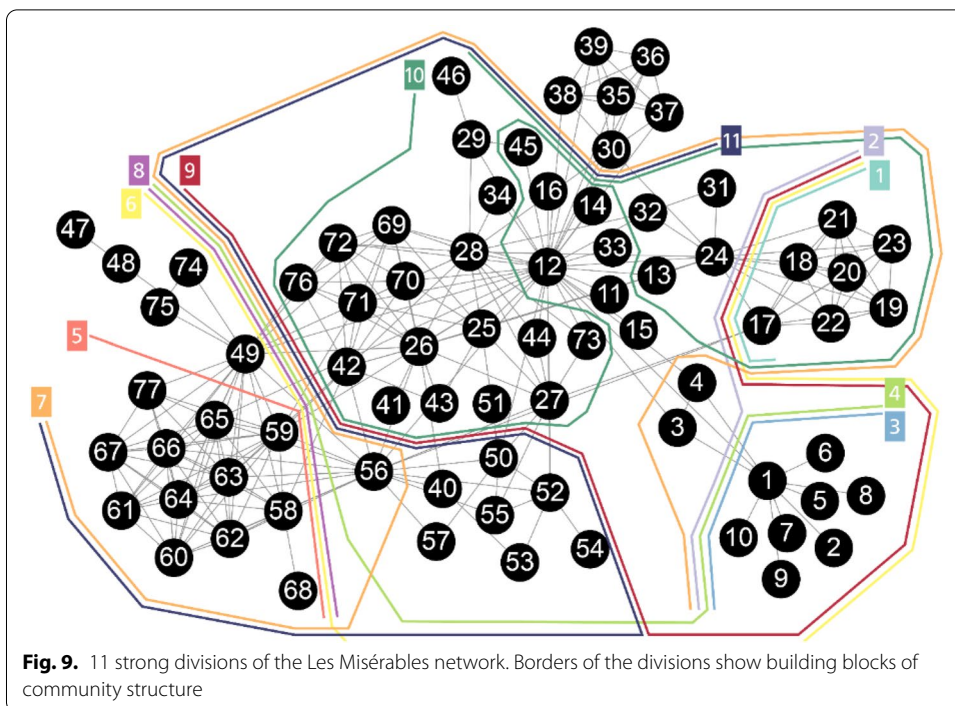 39 36
10 46 38 35 37
29 45 30 11 2
8 9 34 16 14 31 1
6 69 32 21
47 72 28 33 24 23
48 74 12 13 18 20
76 70 11
75 71 25 15 17 22 19
5 49 26 44 73
42
7 77 41 43 51 27 4
65 59 3 4
67 66 50 3
63 56 1 6
61 64 58 40 52 5 8
62 55 10 7
60 57 53 54 2
68 9
Fig. 9. 11 strong divisions of the Les Misérables network. Borders of the divisions show building blocks of
community structure